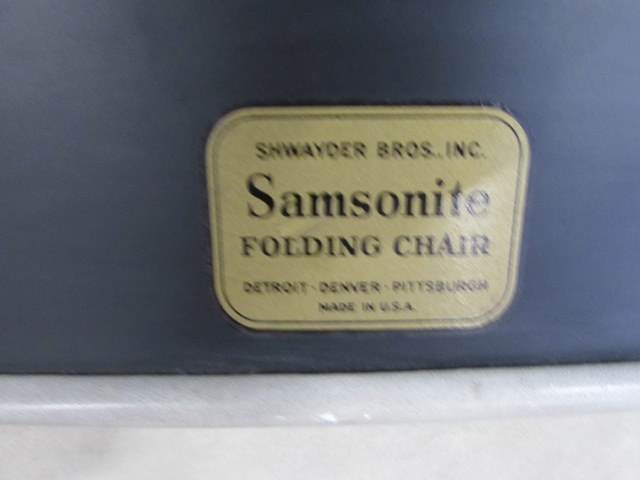 SHWAYDER BROS., INC.
Samsonite
FOLDING CHAIR
DETROIT · DENVER · PITTSBURGH
MADE IN U.S.A.